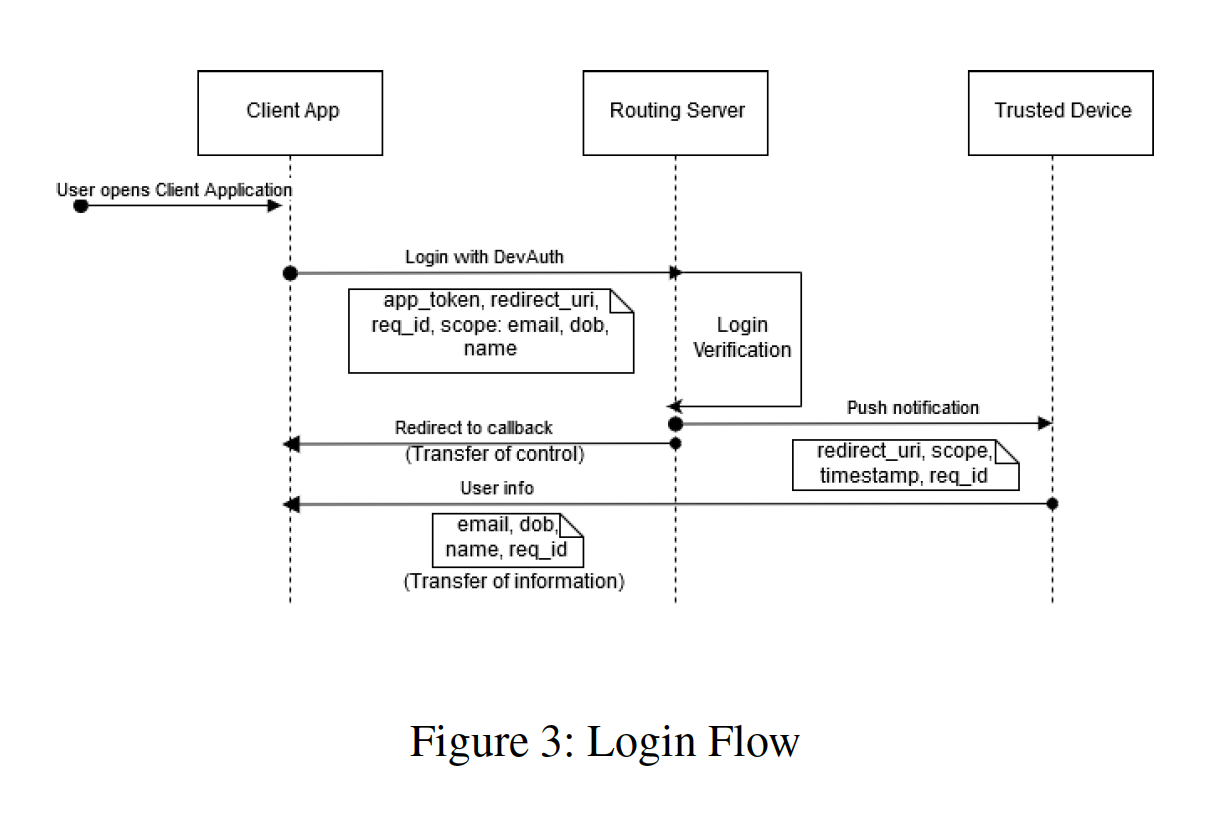 Client App
Routing Server
Trusted Device
User opens Client Application
Login with DevAuth
app_token, redirect_uri,
req_id, scope: email, dob,
name
Login
Verification
Push notification
redirect_uri, scope,
timestamp, req_id
Redirect to callback
(Transfer of control)
User info
email, dob,
name, req_id
(Transfer of information)
Figure 3: Login Flow